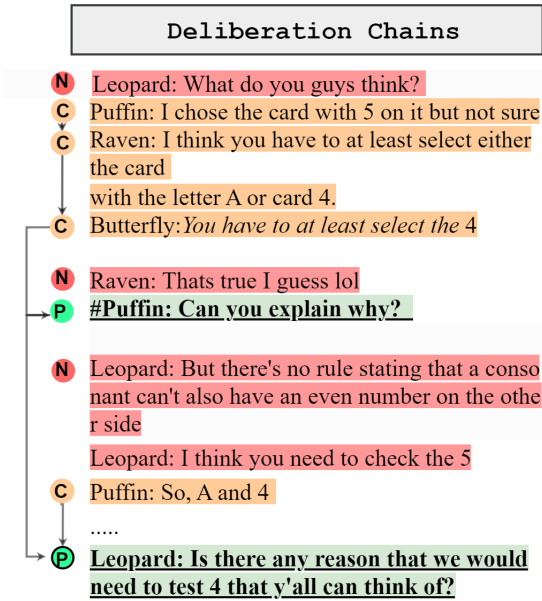 Deliberation Chains
N Leopard: What do you guys think?
C Puffin: I chose the card with 5 on it but not sure
C Raven: I think you have to at least select either
the card
with the letter A or card 4.
C Butterfly:You have to at least select the 4
N Raven: Thats true I guess lol
P #Puffin: Can you explain why?
N Leopard: But there's no rule stating that a conso
nant can't also have an even number on the othe
r side
Leopard: I think you need to check the 5
C Puffin: So, A and 4
.....
P Leopard: Is there any reason that we would
need to test 4 that y'all can think of?